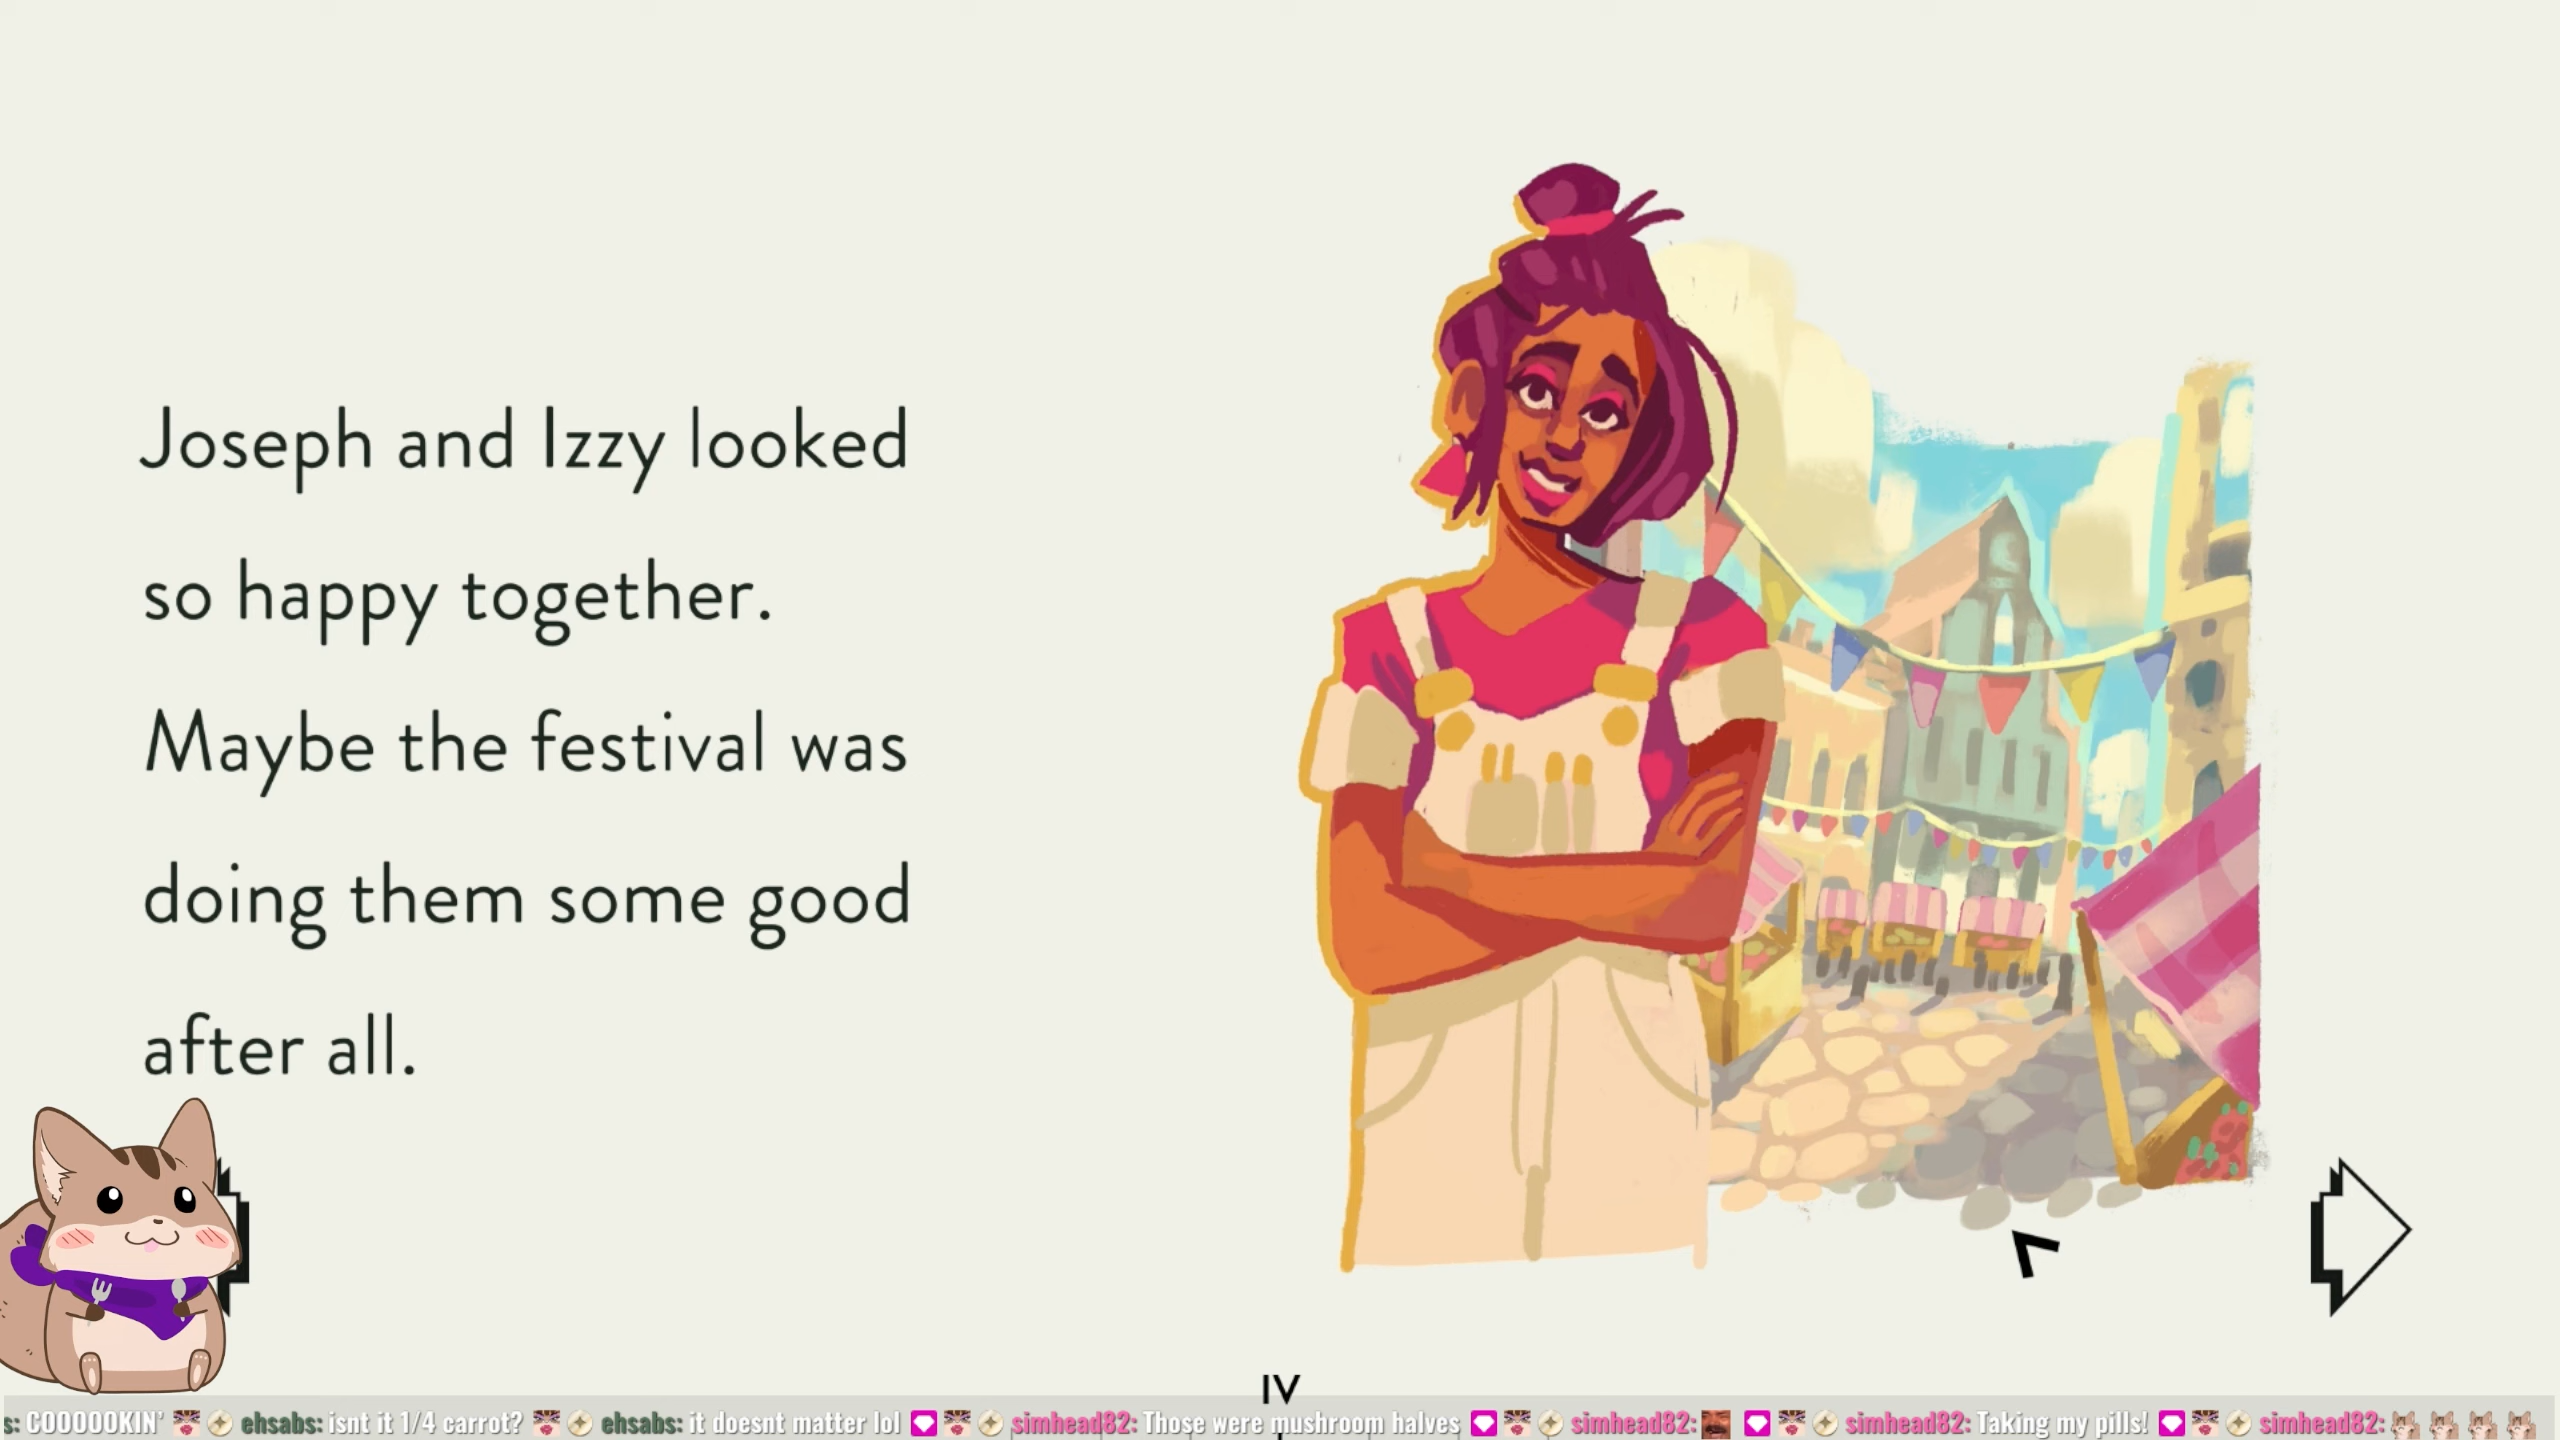 Joseph and Izzy looked
so happy together.
Maybe the festival was
doing them some good
after all.
IV
s: COOOOOKIN' ehsabs: isnt it 1/4 carrot? ehsabs: it doesnt matter lol simhead82: Those were mushroom halves simhead82: simhead82: Taking my pills! simhead82: